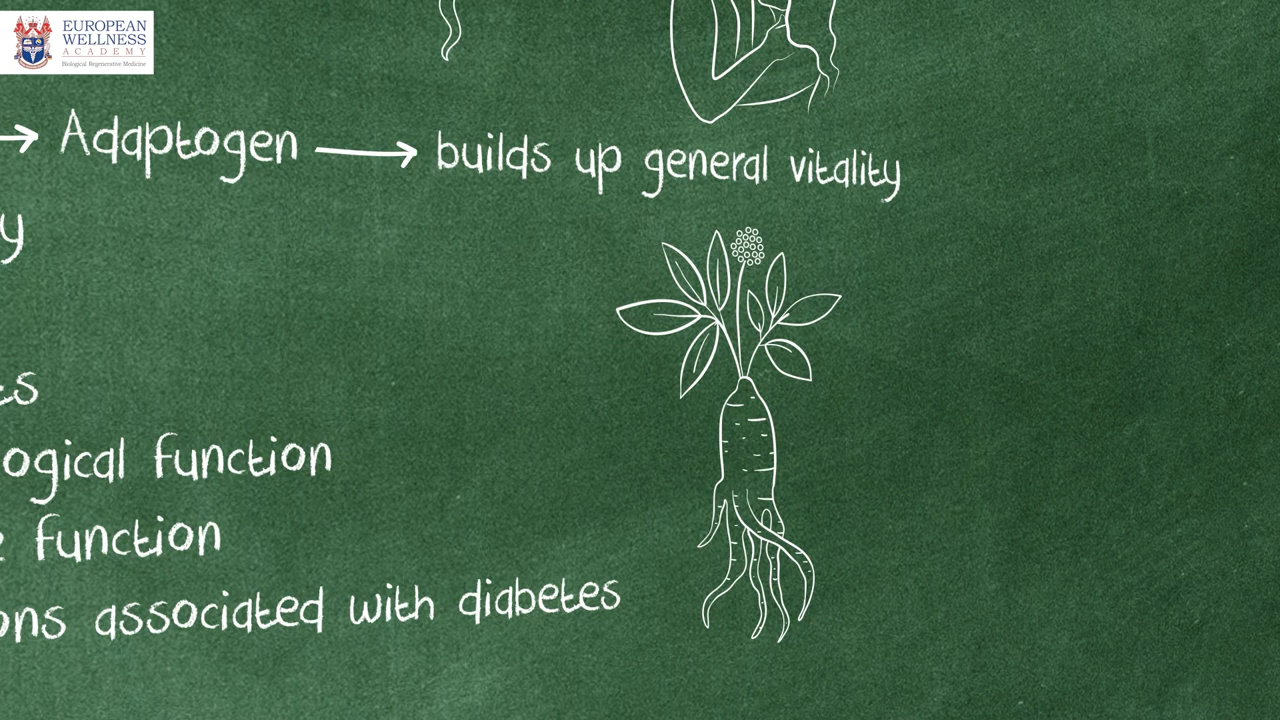 EUROPEAN
WELLNESS
ACADEMY
Biological Regenerative Medicine
Adaptogen builds up general vitality
y
ts
ogical function
e function
ons associated with diabetes